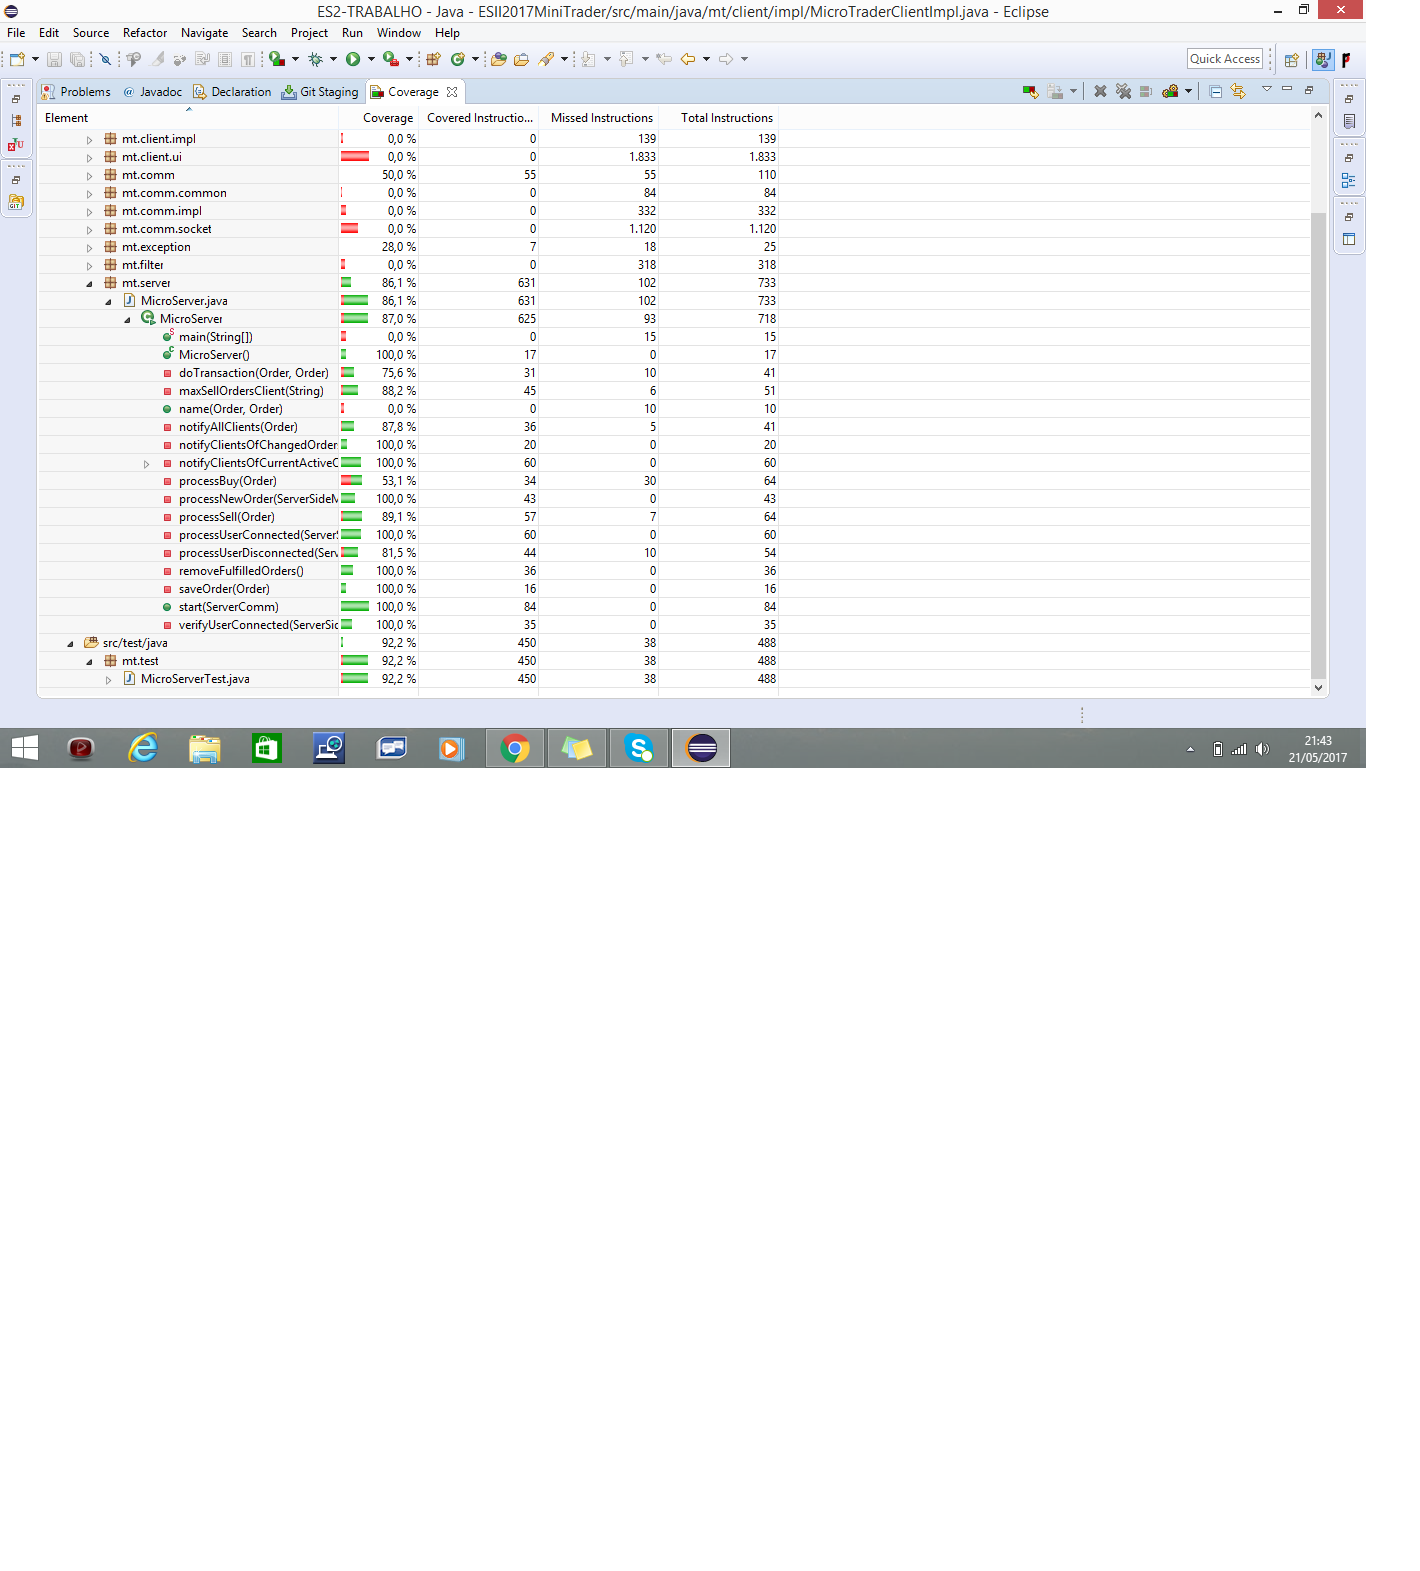 ES2-TRABALHO - Java - ESII2017MiniTrader/src/main/java/mt/client/impl/MicroTraderClientImpl.java - Eclipse
File Edit Source Refactor Navigate Search Project Run Window Help
Quick Access
Problems @ Javadoc Declaration Git Staging Coverage
Element Coverage Covered Instructio... Missed Instructions Total Instructions
mt.client.impl 0,0 % 0 139 139
mt.client.ui 0,0 % 0 1.833 1.833
mt.comm 50,0 % 55 55 110
mt.comm.common 0,0 % 0 84 84
mt.comm.impl 0,0 % 0 332 332
mt.comm.socket 0,0 % 0 1.120 1.120
mt.exception 28,0 % 7 18 25
mt.filter 0,0 % 0 318 318
mt.server 86,1 % 631 102 733
MicroServer.java 86,1 % 631 102 733
MicroServer 87,0 % 625 93 718
main(String[]) 0,0 % 0 15 15
MicroServer() 100,0 % 17 0 17
doTransaction(Order, Order) 75,6 % 31 10 41
maxSellOrdersClient(String) 88,2 % 45 6 51
name(Order, Order) 0,0 % 0 10 10
notifyAllClients(Order) 87,8 % 36 5 41
notifyClientsOfChangedOrder 100,0 % 20 0 20
notifyClientsOfCurrentActiveC 100,0 % 60 0 60
processBuy(Order) 53,1 % 34 30 64
processNewOrder(ServerSideM 100,0 % 43 0 43
processSell(Order) 89,1 % 57 7 64
processUserConnected(ServerS 100,0 % 60 0 60
processUserDisconnected(Serv 81,5 % 44 10 54
removeFulfilledOrders() 100,0 % 36 0 36
saveOrder(Order) 100,0 % 16 0 16
start(ServerComm) 100,0 % 84 0 84
verifyUserConnected(ServerSid 100,0 % 35 0 35
src/test/java 92,2 % 450 38 488
mt.test 92,2 % 450 38 488
MicroServerTest.java 92,2 % 450 38 488
21:43
21/05/2017